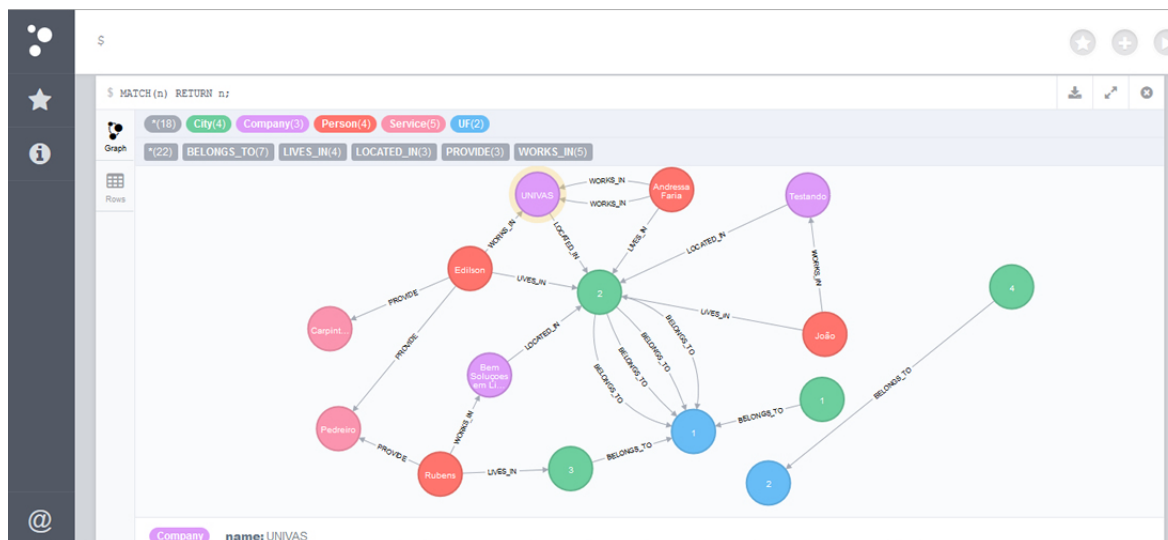 $
$ MATCH(n) RETURN n;
Graph
*(18) City(4) Company(3) Person(4) Service(5) UF(2)
*(22) BELONGS_TO(7) LIVES_IN(4) LOCATED_IN(3) PROVIDE(3) WORKS_IN(5)
Rows
UNIVAS
WORKS_IN
WORKS_IN
Andressa
Faria
Testando
WORKS_IN
LOCATED_IN
LIVES_IN
LOCATED_IN
WORKS_IN
Edilson
LIVES_IN
2
4
PROVIDE
Carpint...
PROVIDE
LOCATED_IN
LIVES_IN
João
BELONGS_TO
BELONGS_TO
BELONGS_TO
BELONGS_TO
Bem
Soluçoes
em Li...
BELONGS_TO
1
BELONGS_TO
Pedreiro
WORKS_IN
1
PROVIDE
Rubens
LIVES_IN
3
BELONGS_TO
2
@
Company name: UNIVAS